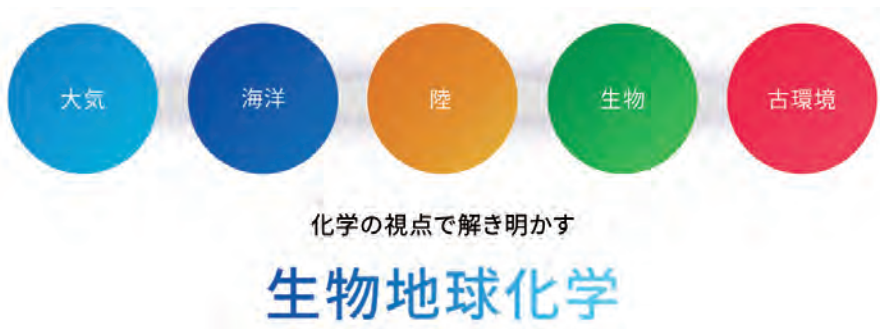 大気 海洋 陸 生物 古環境
化学の視点で解き明かす
生物地球化学